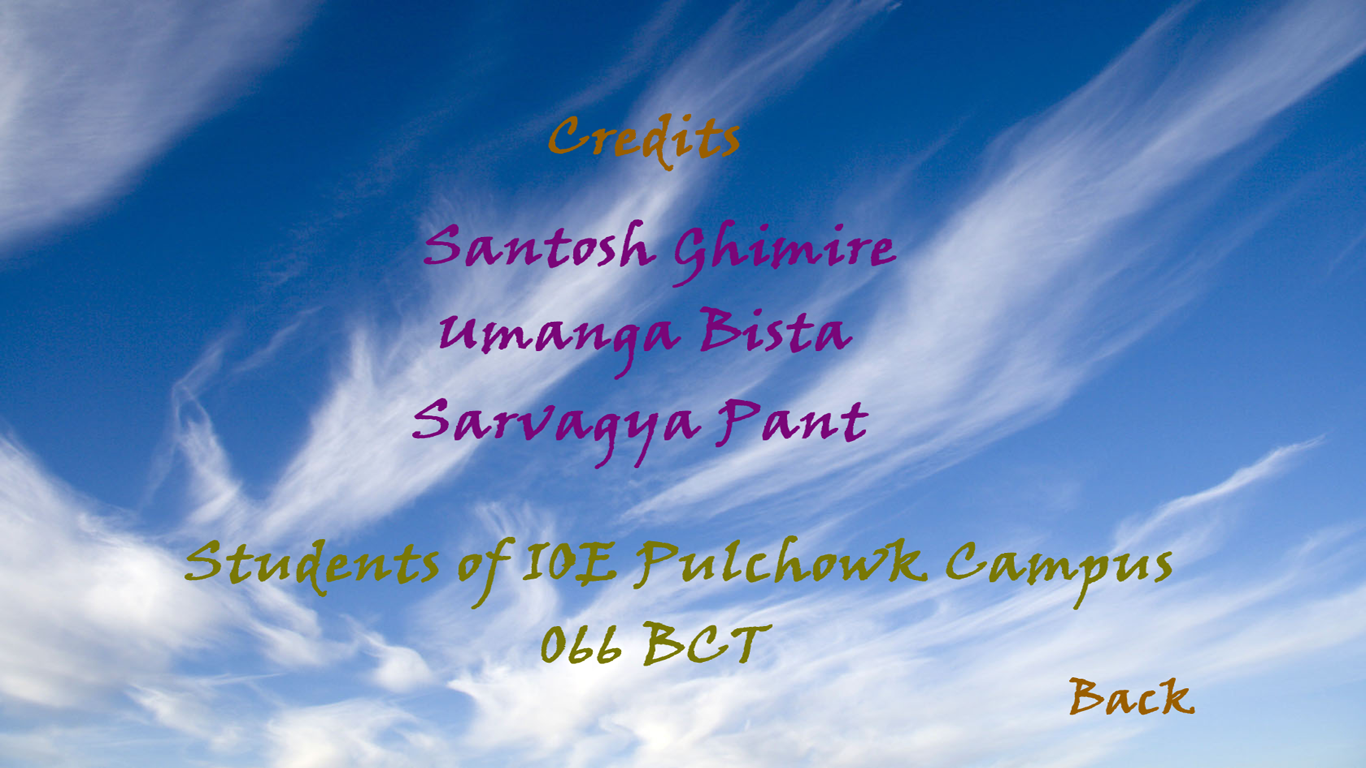 Credits
Santosh Ghimire
Umanga Bista
Sarvagya Pant
Students of IOE Pulchowk Campus
066 BCT
Back